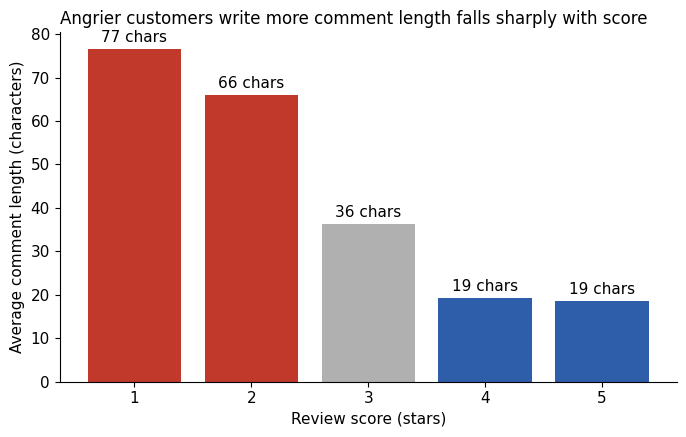 Angrier customers write more comment length falls sharply with score
Average comment length (characters)
80
70
60
50
40
30
20
10
0
77 chars
66 chars
36 chars
19 chars
19 chars
1 2 3 4 5
Review score (stars)